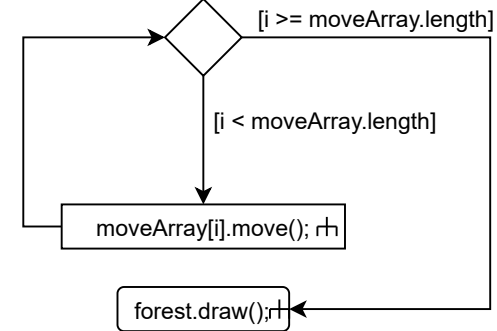 [i >= moveArray.length]
[i < moveArray.length]
moveArray[i].move();
forest.draw();